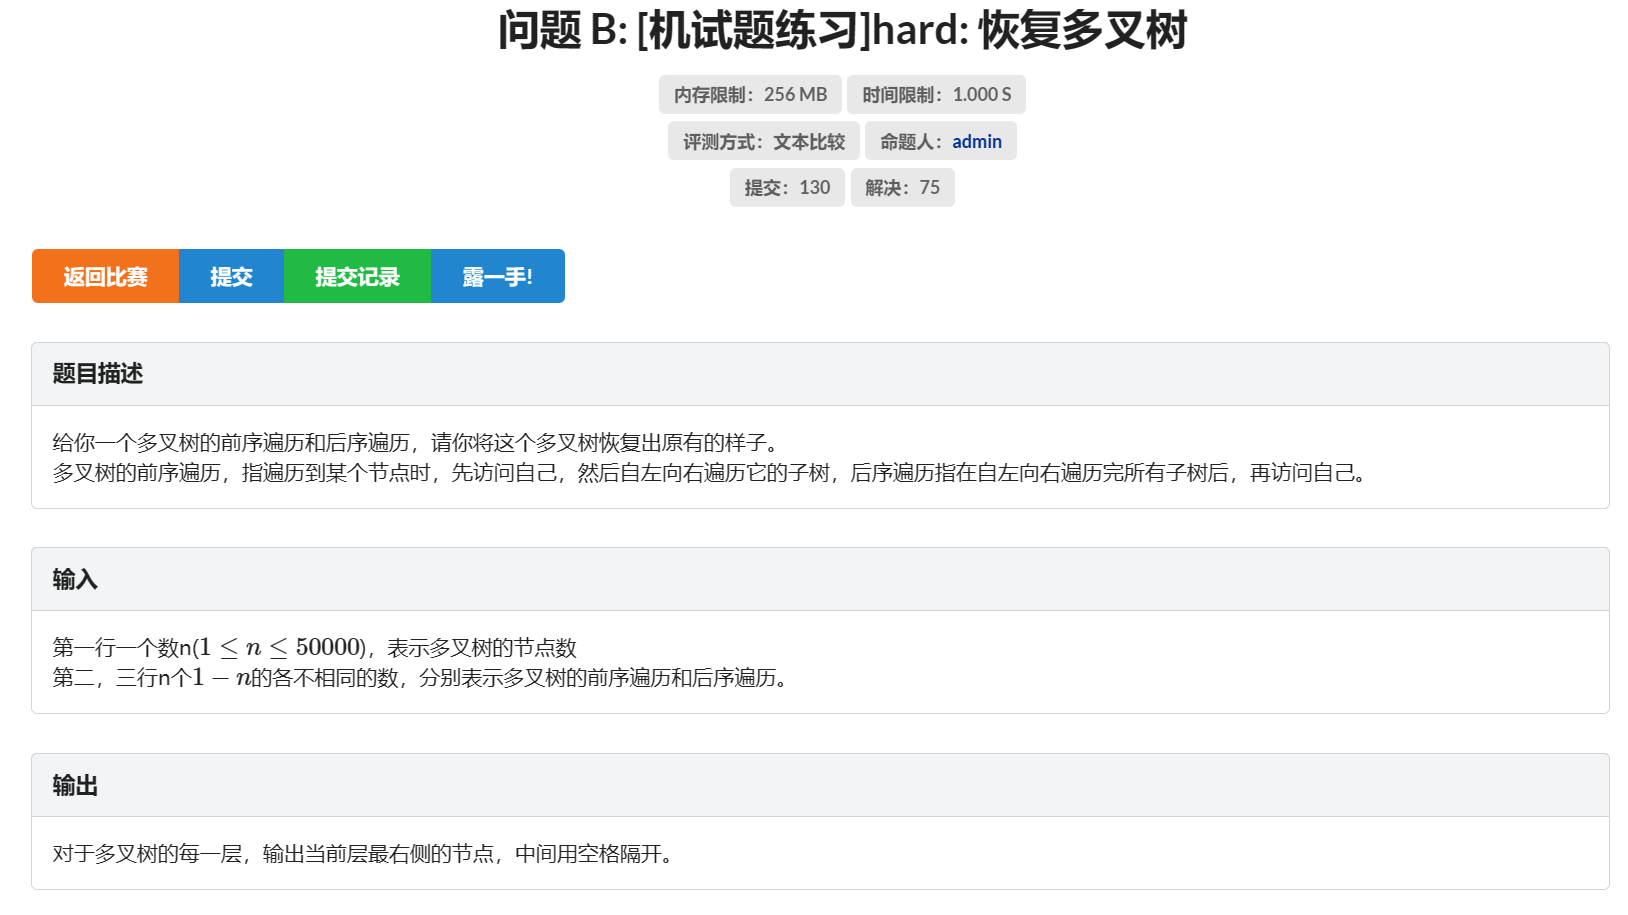 问题 B: [机试题练习]hard: 恢复多叉树
内存限制：256 MB 时间限制：1.000 S
评测方式：文本比较 命题人：admin
提交：130 解决：75
返回比赛 提交 提交记录 露一手!
题目描述
给你一个多叉树的前序遍历和后序遍历，请你将这个多叉树恢复出原有的样子。
多叉树的前序遍历，指遍历到某个节点时，先访问自己，然后自左向右遍历它的子树，后序遍历指在自左向右遍历完所有子树后，再访问自己。
输入
第一行一个数n(1 ≤ n ≤ 50000)，表示多叉树的节点数
第二，三行n个1 − n的各不相同的数，分别表示多叉树的前序遍历和后序遍历。
输出
对于多叉树的每一层，输出当前层最右侧的节点，中间用空格隔开。